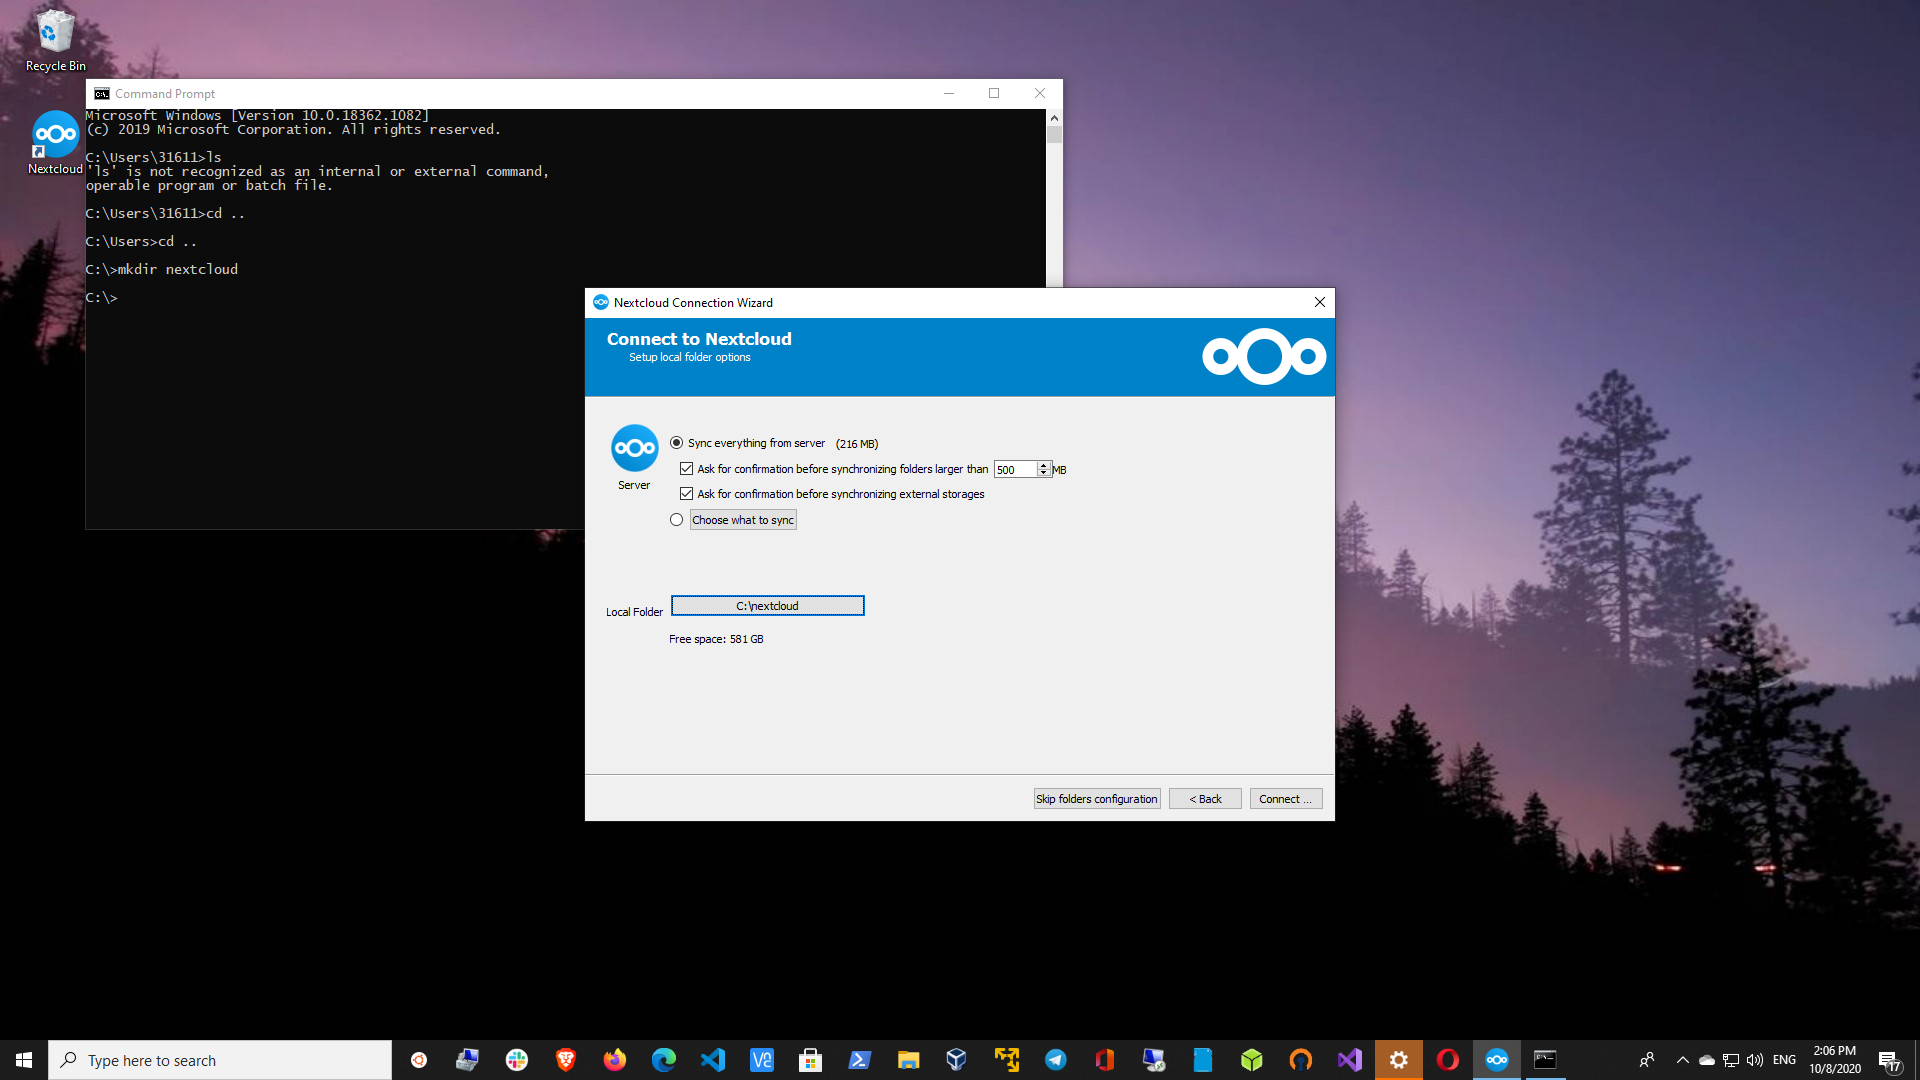 Recycle Bin
Nextcloud
Command Prompt
Microsoft Windows [Version 10.0.18362.1082]
(c) 2019 Microsoft Corporation. All rights reserved.
C:\Users\31611>ls
'ls' is not recognized as an internal or external command,
operable program or batch file.
C:\Users\31611>cd ..
C:\Users>cd ..
C:\>mkdir nextcloud
C:\>
Nextcloud Connection Wizard
Connect to Nextcloud
Setup local folder options
Server
Sync everything from server (216 MB)
Ask for confirmation before synchronizing folders larger than 500 MB
Ask for confirmation before synchronizing external storages
Choose what to sync
Local Folder C:\nextcloud
Free space: 581 GB
Skip folders configuration < Back Connect ...
Type here to search
ENG
2:06 PM
10/8/2020
17